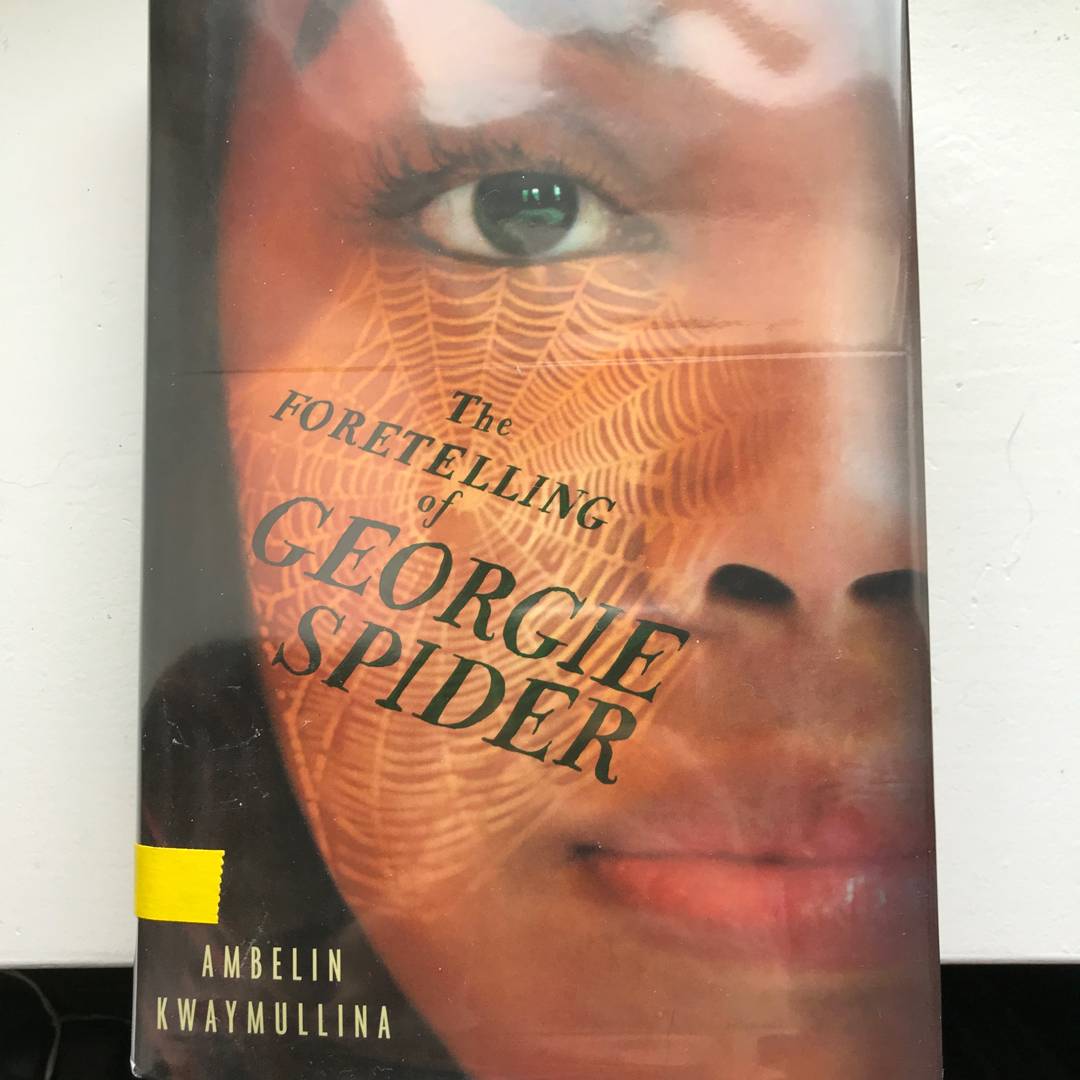 The
FORETELLING
of
GEORGIE
SPIDER
AMBELIN
KWAYMULLINA